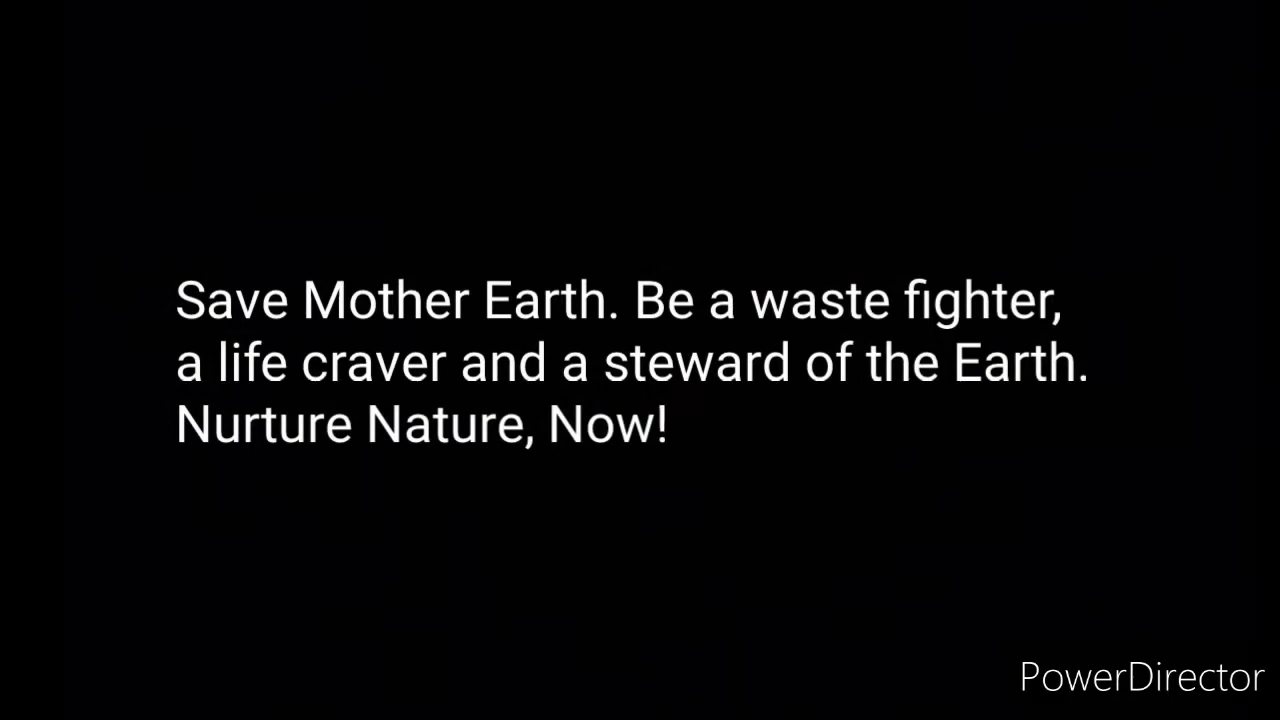 Save Mother Earth. Be a waste fighter,
a life craver and a steward of the Earth.
Nurture Nature, Now!
PowerDirector